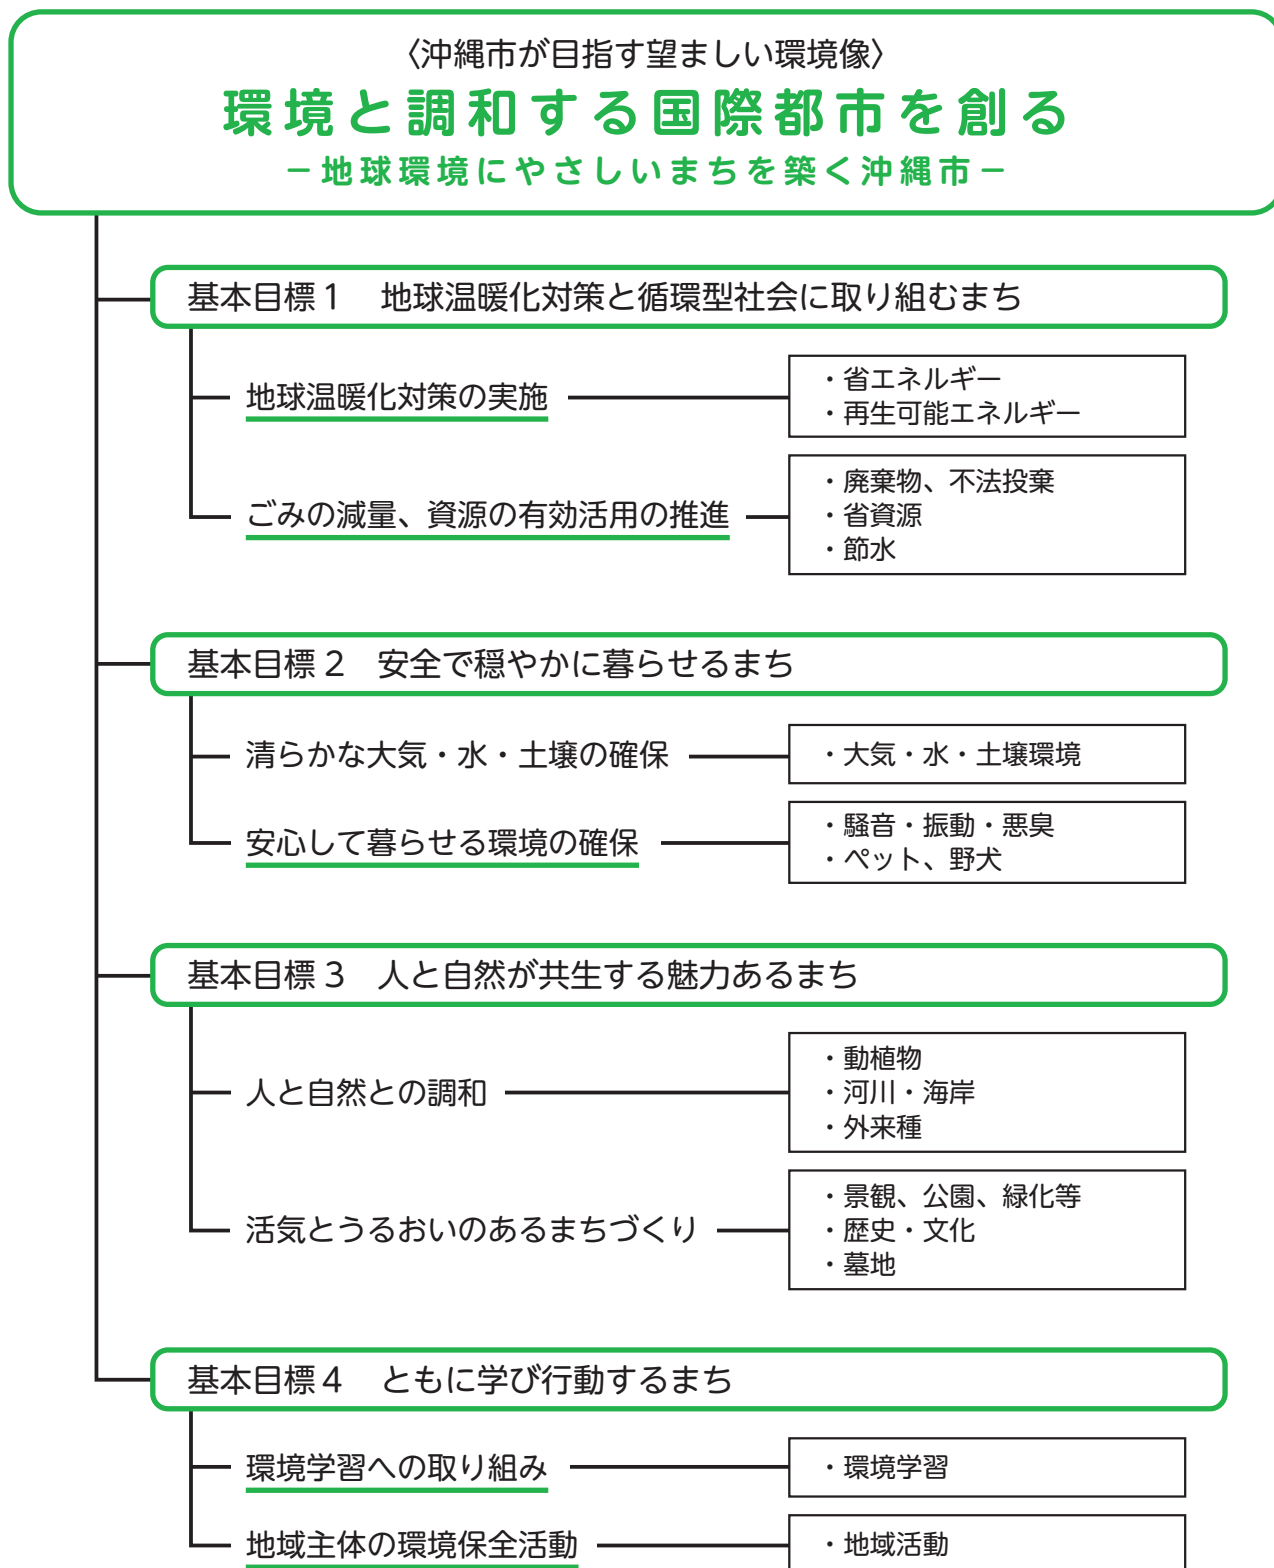 〈沖縄市が目指す望ましい環境像〉
環境と調和する国際都市を創る
－地球環境にやさしいまちを築く沖縄市－
基本目標１　地球温暖化対策と循環型社会に取り組むまち
地球温暖化対策の実施
・省エネルギー
・再生可能エネルギー
ごみの減量、資源の有効活用の推進
・廃棄物、不法投棄
・省資源
・節水
基本目標２　安全で穏やかに暮らせるまち
清らかな大気・水・土壌の確保
・大気・水・土壌環境
安心して暮らせる環境の確保
・騒音・振動・悪臭
・ペット、野犬
基本目標３　人と自然が共生する魅力あるまち
人と自然との調和
・動植物
・河川・海岸
・外来種
活気とうるおいのあるまちづくり
・景観、公園、緑化等
・歴史・文化
・墓地
基本目標４　ともに学び行動するまち
環境学習への取り組み
・環境学習
地域主体の環境保全活動
・地域活動